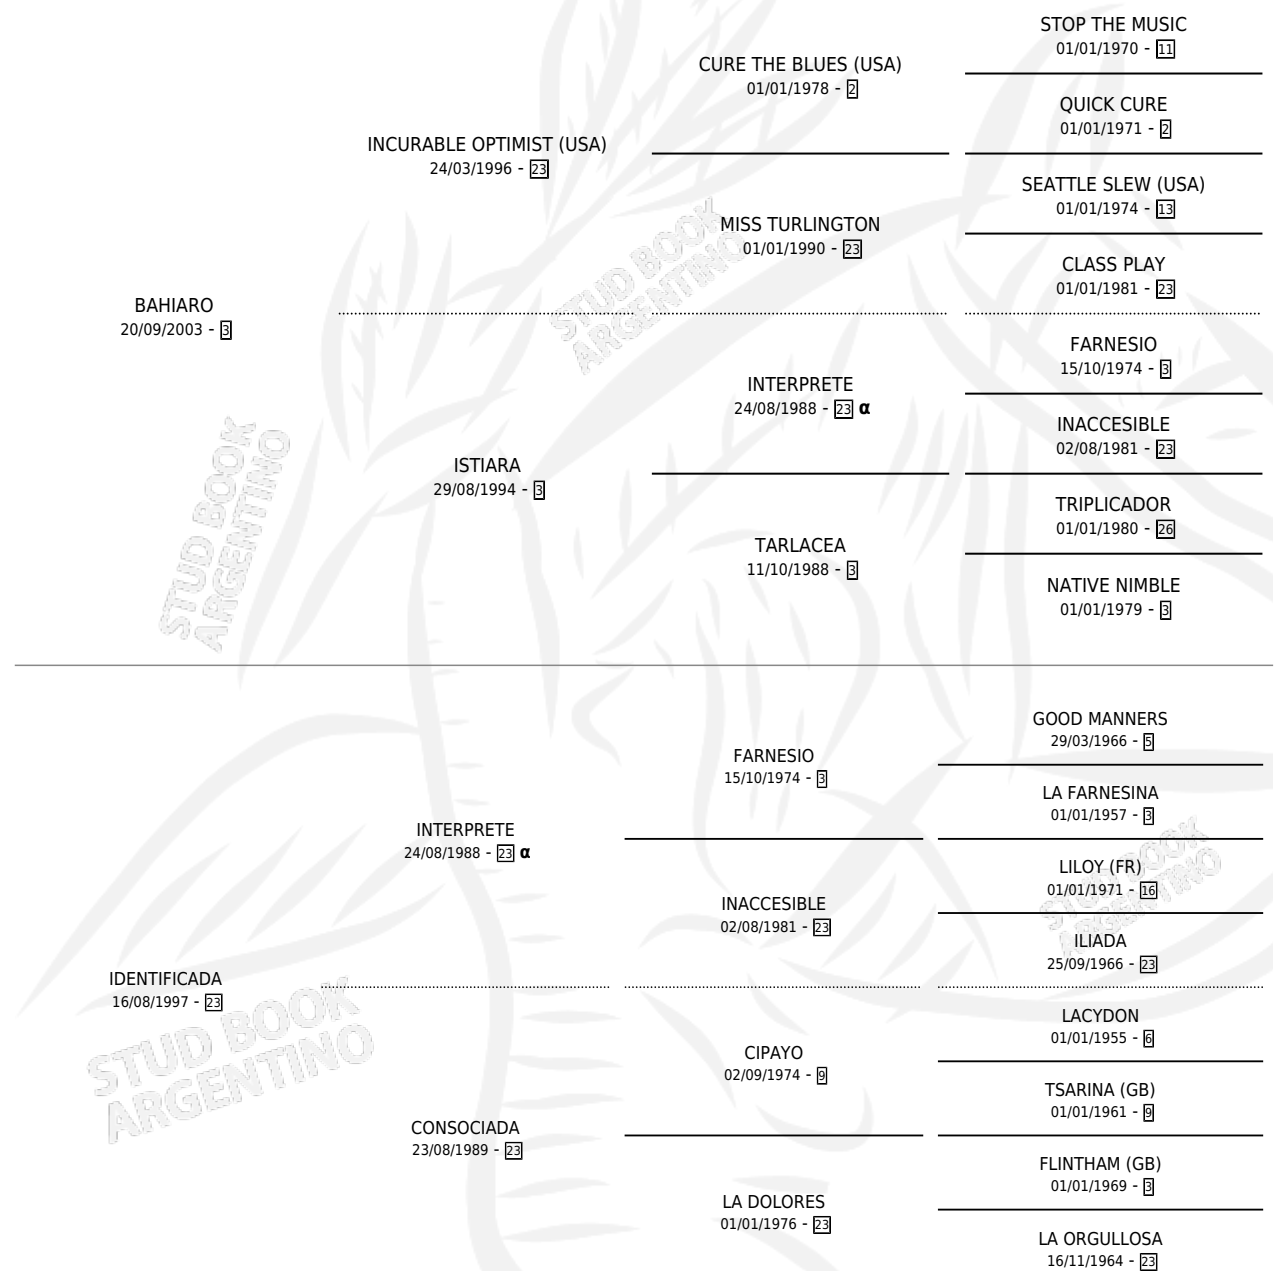 STOP THE MUSIC
01/01/1970 - 11
CURE THE BLUES (USA)
01/01/1978 - 2
QUICK CURE
01/01/1971 - 2
INCURABLE OPTIMIST (USA)
24/03/1996 - 23
SEATTLE SLEW (USA)
01/01/1974 - 13
MISS TURLINGTON
01/01/1990 - 23
CLASS PLAY
01/01/1981 - 23
BAHIARO
20/09/2003 - 3
FARNESIO
15/10/1974 - 3
INTERPRETE
24/08/1988 - 23 α
INACCESIBLE
02/08/1981 - 23
ISTIARA
29/08/1994 - 3
TRIPLICADOR
01/01/1980 - 26
TARLACEA
11/10/1988 - 3
NATIVE NIMBLE
01/01/1979 - 3
GOOD MANNERS
29/03/1966 - 5
FARNESIO
15/10/1974 - 3
LA FARNESINA
01/01/1957 - 3
INTERPRETE
24/08/1988 - 23 α
LILOY (FR)
01/01/1971 - 16
INACCESIBLE
02/08/1981 - 23
ILIADA
25/09/1966 - 23
IDENTIFICADA
16/08/1997 - 23
LACYDON
01/01/1955 - 6
CIPAYO
02/09/1974 - 9
TSARINA (GB)
01/01/1961 - 9
CONSOCIADA
23/08/1989 - 23
FLINTHAM (GB)
01/01/1969 - 3
LA DOLORES
01/01/1976 - 23
LA ORGULLOSA
16/11/1964 - 23
STUD BOOK
ARGENTINO
STUD BOOK
ARGENTINO
STUD BOOK
ARGENTINO
STUD BOOK
ARGENTINO